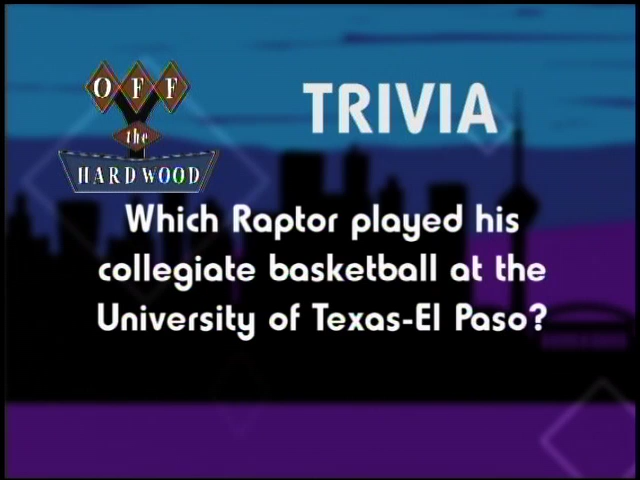 OFF
the
HARDWOOD
TRIVIA
Which Raptor played his
collegiate basketball at the
University of Texas-El Paso?